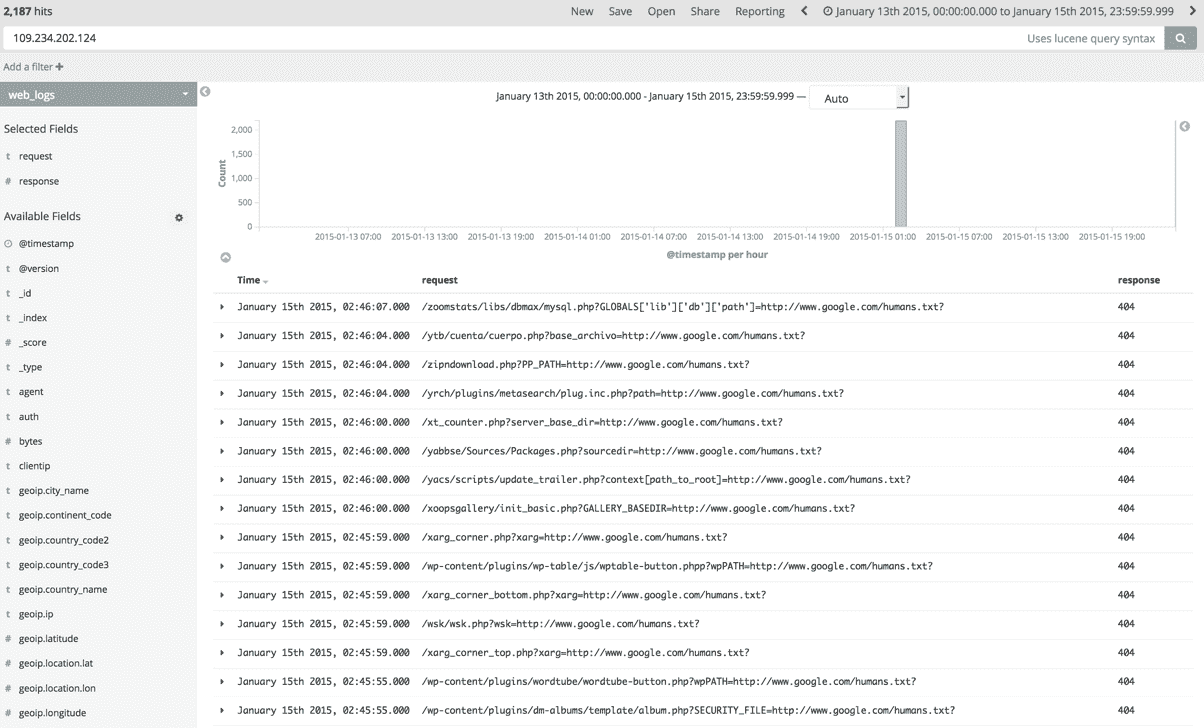 2,187 hits
New Save Open Share Reporting January 13th 2015, 00:00:00.000 to January 15th 2015, 23:59:59.999
109.234.202.124 Uses lucene query syntax
Add a filter
web_logs
January 13th 2015, 00:00:00.000 - January 15th 2015, 23:59:59.999 — Auto
Selected Fields
t request
# response
Available Fields
@timestamp
t @version
t _id
t _index
# _score
t _type
t agent
t auth
# bytes
t clientip
t geoip.city_name
t geoip.continent_code
t geoip.country_code2
t geoip.country_code3
t geoip.country_name
t geoip.ip
# geoip.latitude
# geoip.location.lat
# geoip.location.lon
# geoip.longitude
Count
2,000
1,500
1,000
500
0
2015-01-13 07:00 2015-01-13 13:00 2015-01-13 19:00 2015-01-14 01:00 2015-01-14 07:00 2015-01-14 13:00 2015-01-14 19:00 2015-01-15 01:00 2015-01-15 07:00 2015-01-15 13:00 2015-01-15 19:00
@timestamp per hour
Time request response
January 15th 2015, 02:46:07.000 /zoomstats/libs/dbmax/mysql.php?GLOBALS['lib']['db']['path']=http://www.google.com/humans.txt? 404
January 15th 2015, 02:46:04.000 /ytb/cuenta/cuerpo.php?base_archivo=http://www.google.com/humans.txt? 404
January 15th 2015, 02:46:04.000 /zipndownload.php?PP_PATH=http://www.google.com/humans.txt? 404
January 15th 2015, 02:46:04.000 /yrch/plugins/metasearch/plug.inc.php?path=http://www.google.com/humans.txt? 404
January 15th 2015, 02:46:00.000 /xt_counter.php?server_base_dir=http://www.google.com/humans.txt? 404
January 15th 2015, 02:46:00.000 /yabbse/Sources/Packages.php?sourcedir=http://www.google.com/humans.txt? 404
January 15th 2015, 02:46:00.000 /yacs/scripts/update_trailer.php?context[path_to_root]=http://www.google.com/humans.txt? 404
January 15th 2015, 02:46:00.000 /xoopsgallery/init_basic.php?GALLERY_BASEDIR=http://www.google.com/humans.txt? 404
January 15th 2015, 02:45:59.000 /xarg_corner.php?xarg=http://www.google.com/humans.txt? 404
January 15th 2015, 02:45:59.000 /wp-content/plugins/wp-table/js/wptable-button.phpp?wpPATH=http://www.google.com/humans.txt? 404
January 15th 2015, 02:45:59.000 /xarg_corner_bottom.php?xarg=http://www.google.com/humans.txt? 404
January 15th 2015, 02:45:59.000 /wsk/wsk.php?wsk=http://www.google.com/humans.txt? 404
January 15th 2015, 02:45:59.000 /xarg_corner_top.php?xarg=http://www.google.com/humans.txt? 404
January 15th 2015, 02:45:55.000 /wp-content/plugins/wordtube/wordtube-button.php?wpPATH=http://www.google.com/humans.txt? 404
January 15th 2015, 02:45:55.000 /wp-content/plugins/dm-albums/template/album.php?SECURITY_FILE=http://www.google.com/humans.txt? 404